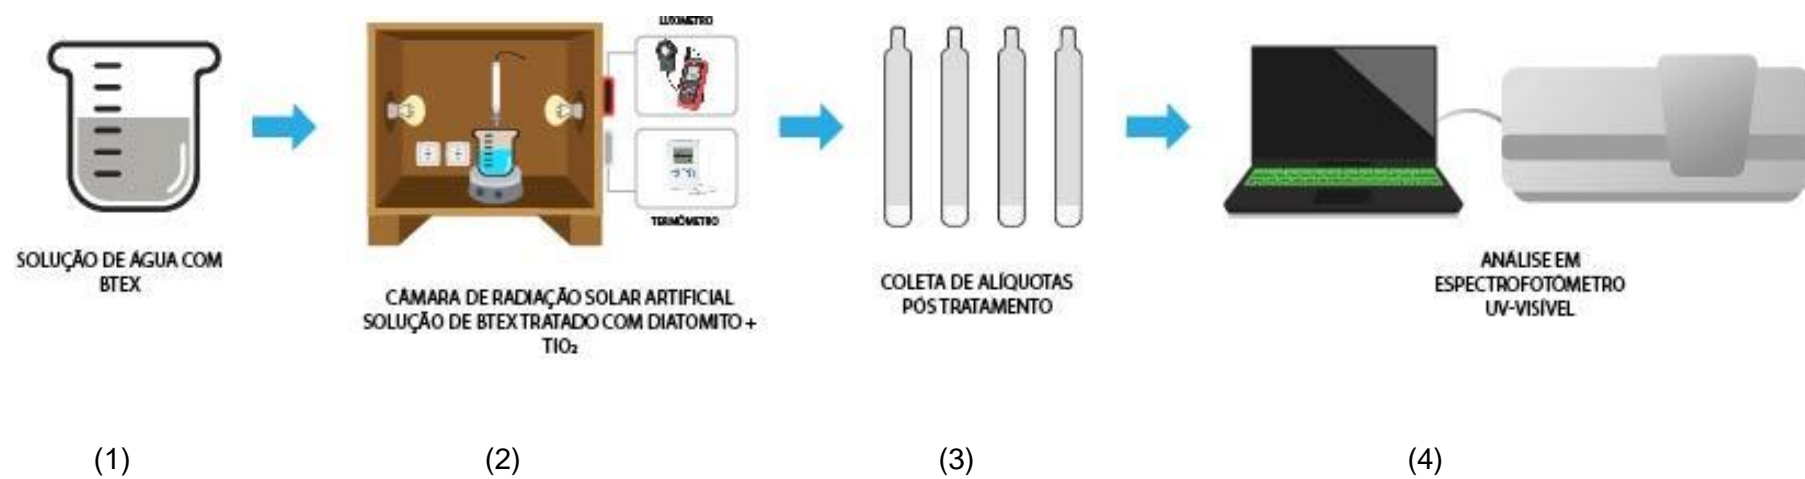 LUXÍMETRO
TERMÔMETRO
SOLUÇÃO DE ÁGUA COM
BTEX
CÂMARA DE RADIAÇÃO SOLAR ARTIFICIAL
SOLUÇÃO DE BTEX TRATADO COM DIATOMITO +
TIO₂
COLETA DE ALÍQUOTAS
PÓS TRATAMENTO
ANÁLISE EM
ESPECTROFOTÔMETRO
UV-VISÍVEL
(1) (2) (3) (4)